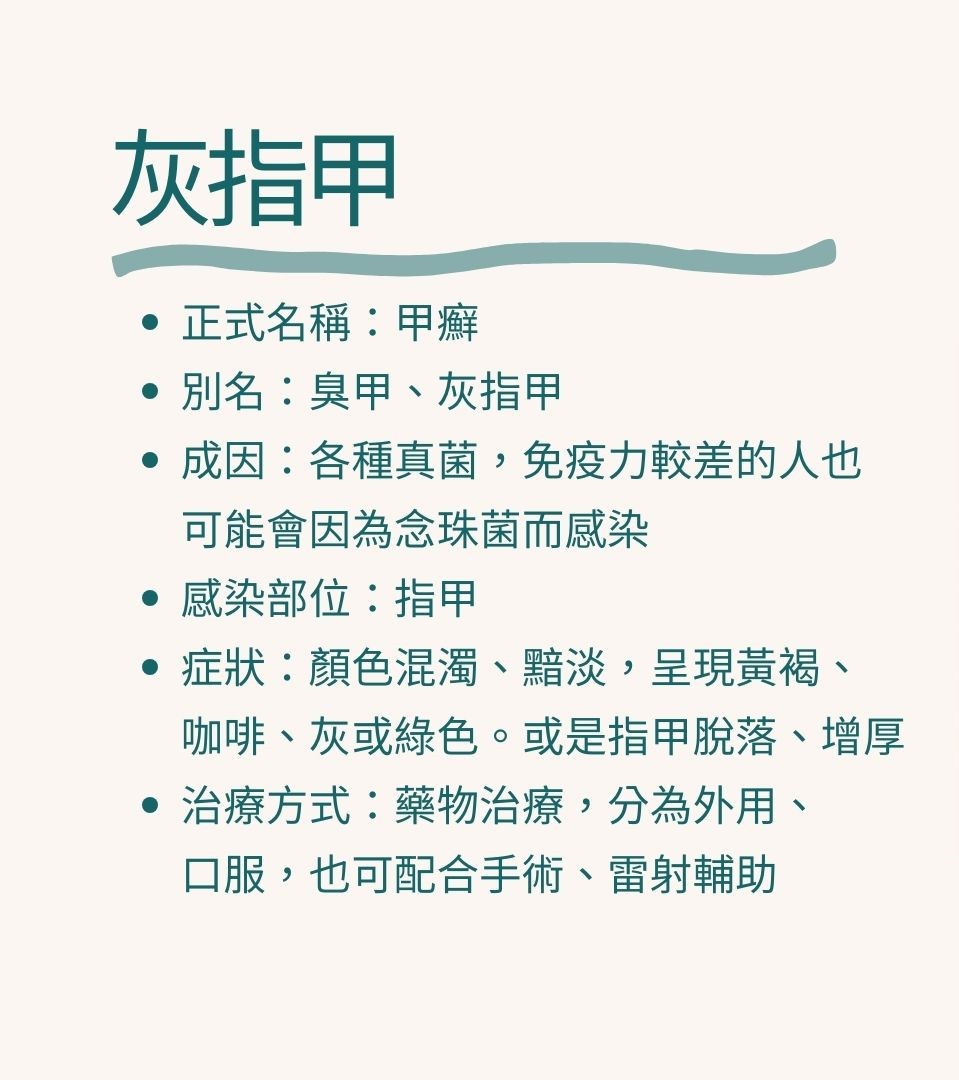 灰指甲
• 正式名稱：甲癬
• 別名：臭甲、灰指甲
• 成因：各種真菌，免疫力較差的人也
可能會因為念珠菌而感染
• 感染部位：指甲
• 症狀：顏色混濁、黯淡，呈現黃褐、
咖啡、灰或綠色。或是指甲脫落、增厚
• 治療方式：藥物治療，分為外用、
口服，也可配合手術、雷射輔助